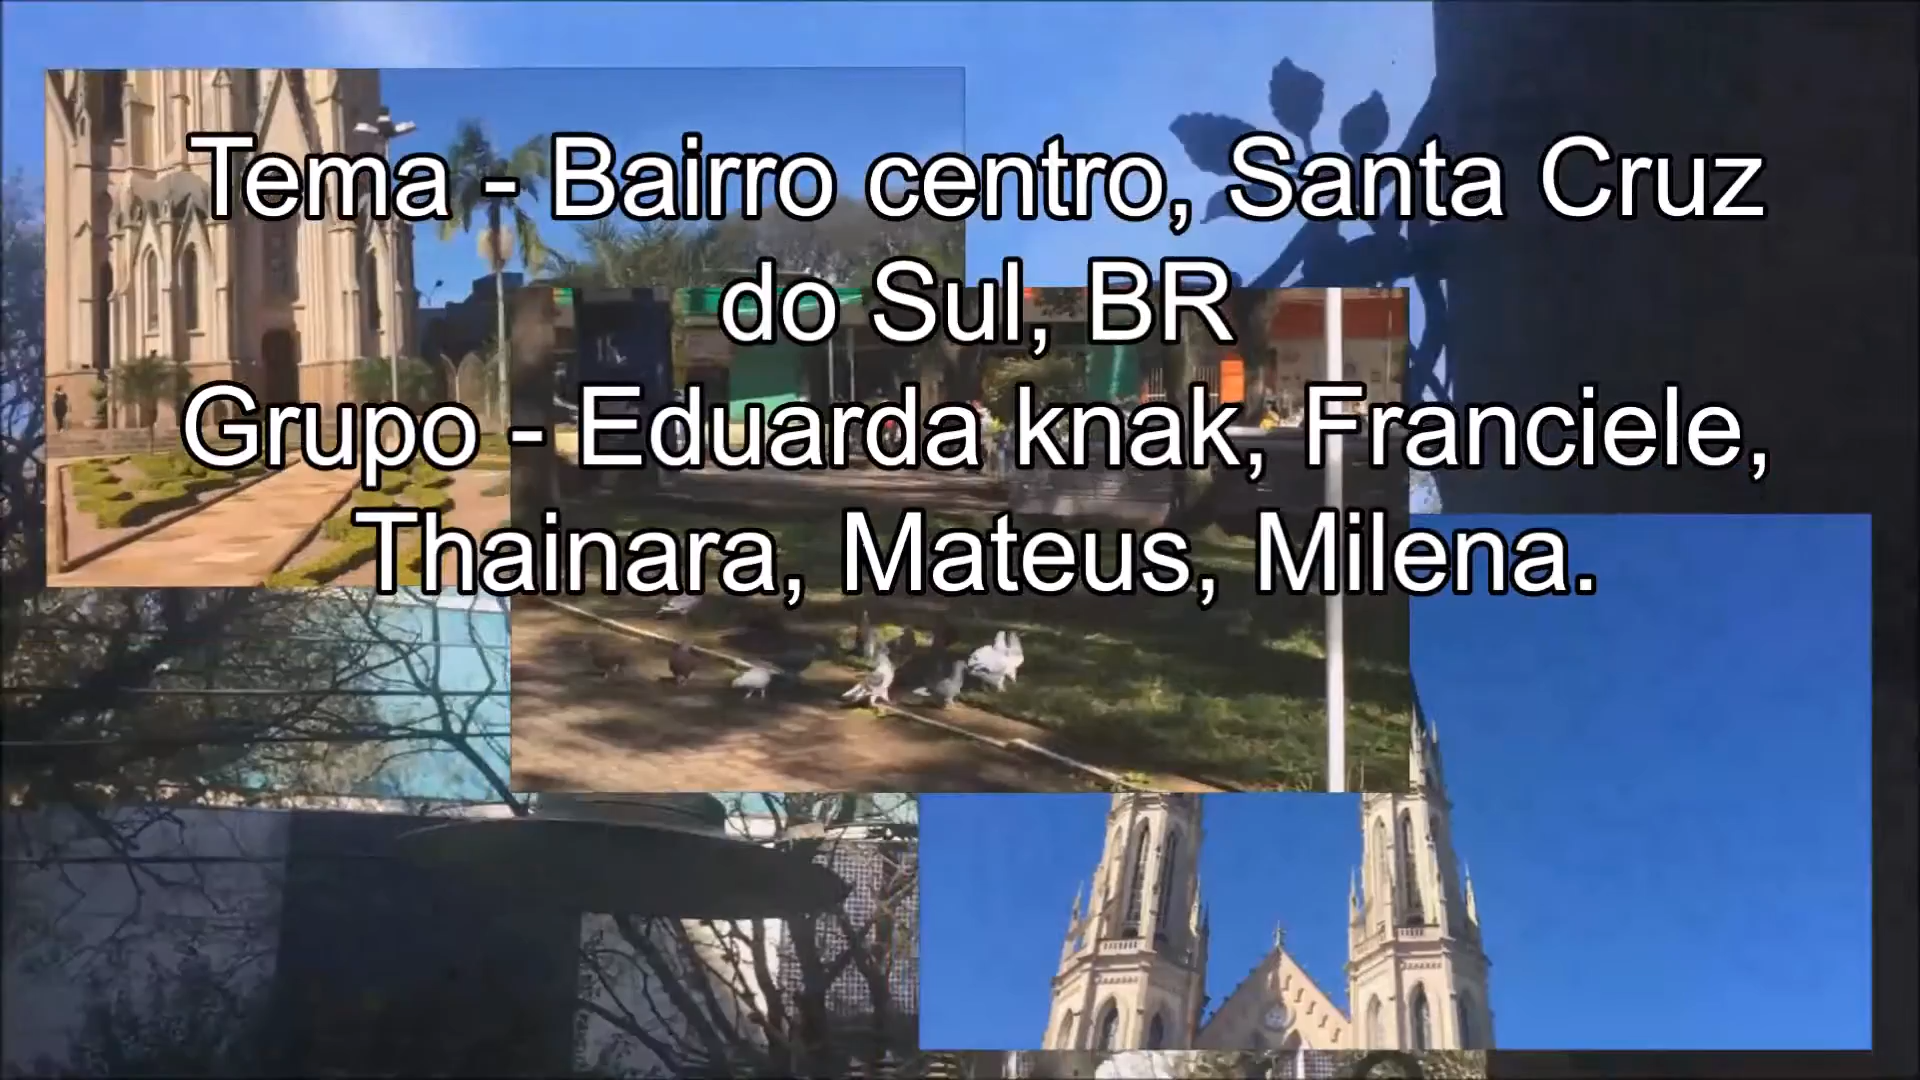 Tema - Bairro centro, Santa Cruz
do Sul, BR
Grupo - Eduarda knak, Franciele,
Thainara, Mateus, Milena.